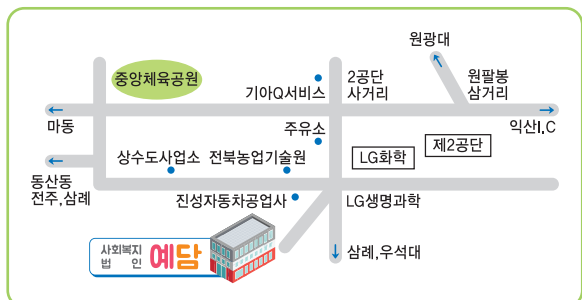 원광대
중앙체육공원
2공단
사거리
원팔봉
삼거리
기아Q서비스
마동
익산I.C
주유소
제2공단
LG화학
상수도사업소
전북농업기술원
동산동
전주,삼례
진성자동차공업사
LG생명과학
사회복지
법 인
예담
삼례,우석대